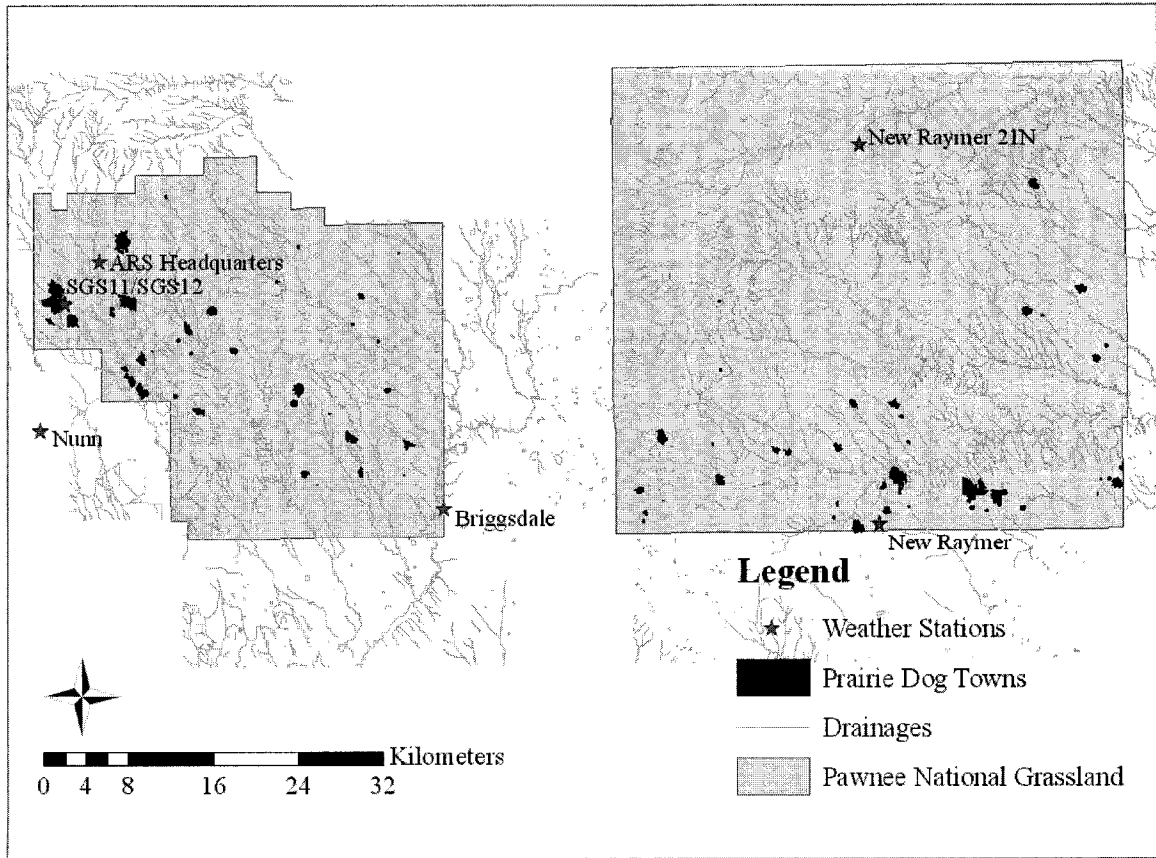 New Raymer 21N
ARS Headquarters
SGS11/SGS12
Nunn
Briggsdale
New Raymer
Legend
Weather Stations
Prairie Dog Towns
Drainages
Pawnee National Grassland
Kilometers
0 4 8 16 24 32